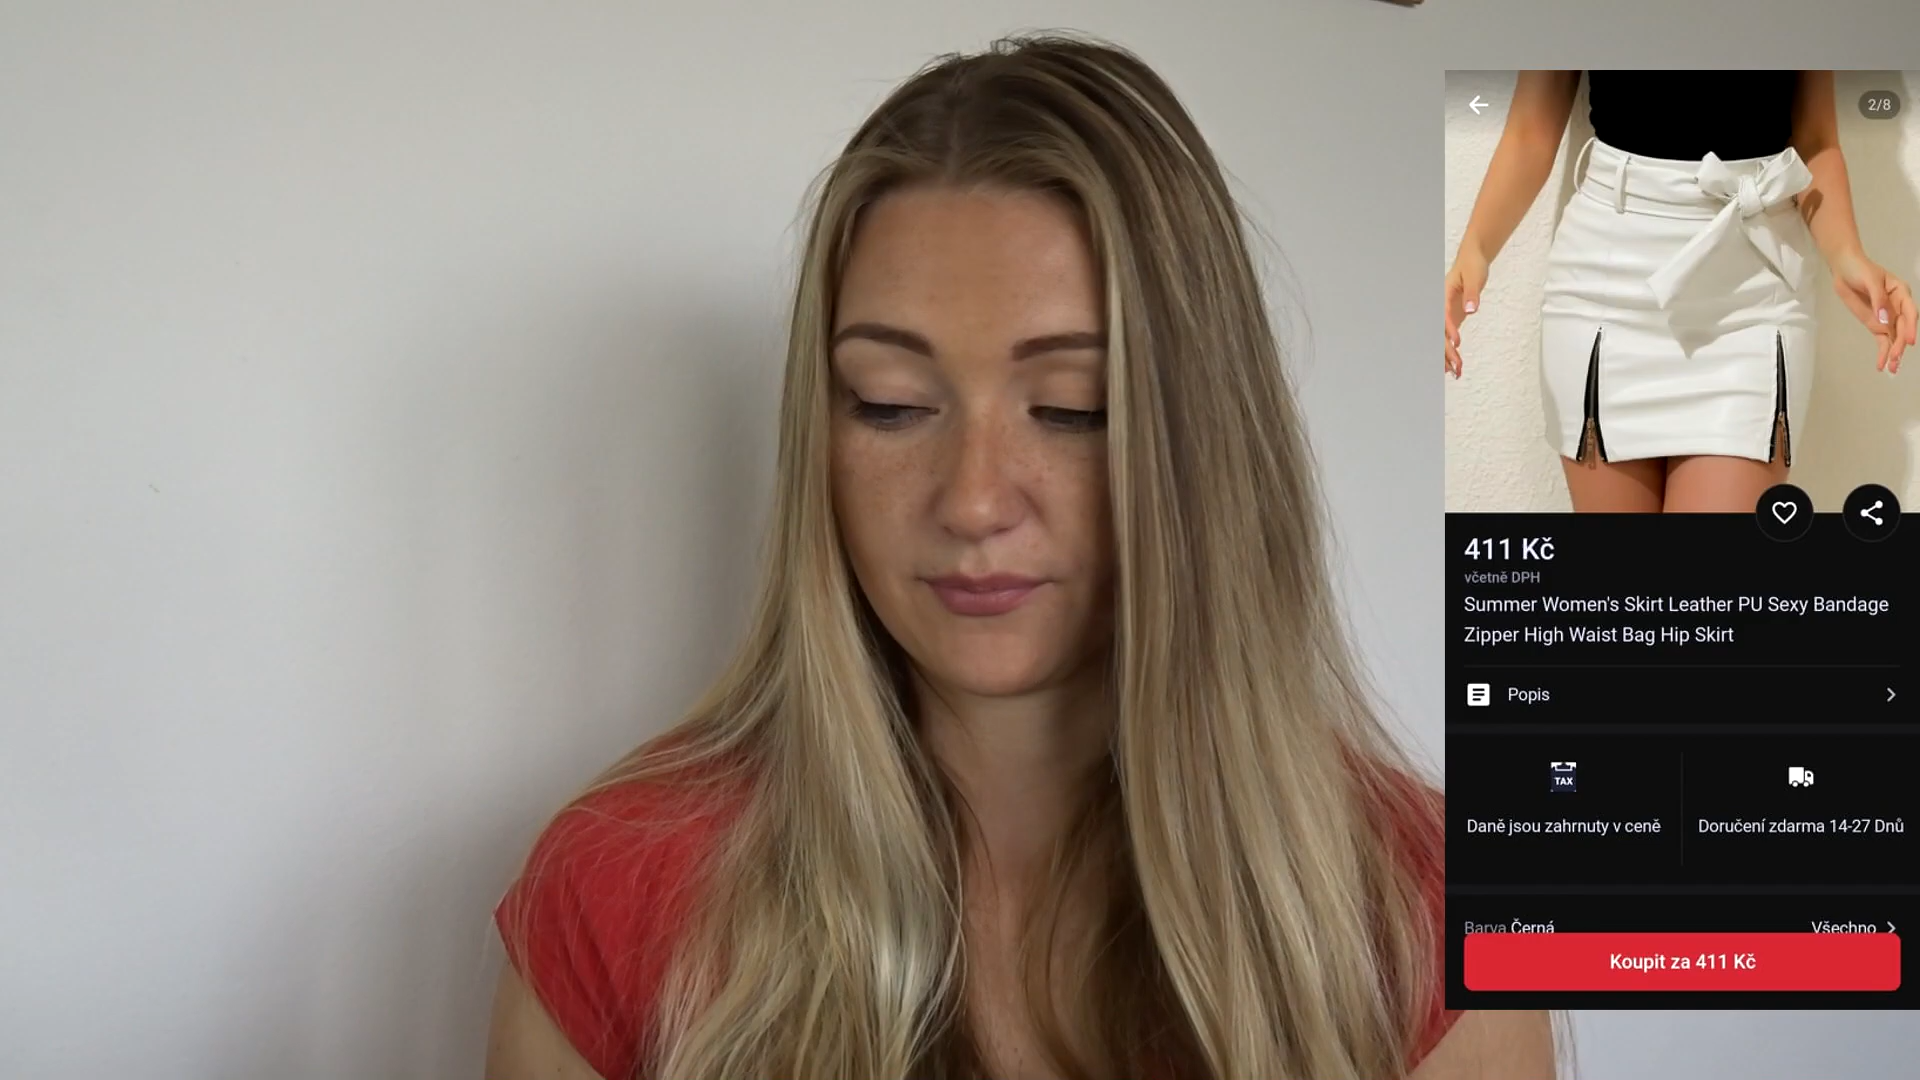 2/8
411 Kč
včetně DPH
Summer Women's Skirt Leather PU Sexy Bandage
Zipper High Waist Bag Hip Skirt
Popis
TAX
Daně jsou zahrnuty v ceně
Doručení zdarma 14-27 Dnů
Barva Černá
Všechno
Koupit za 411 Kč